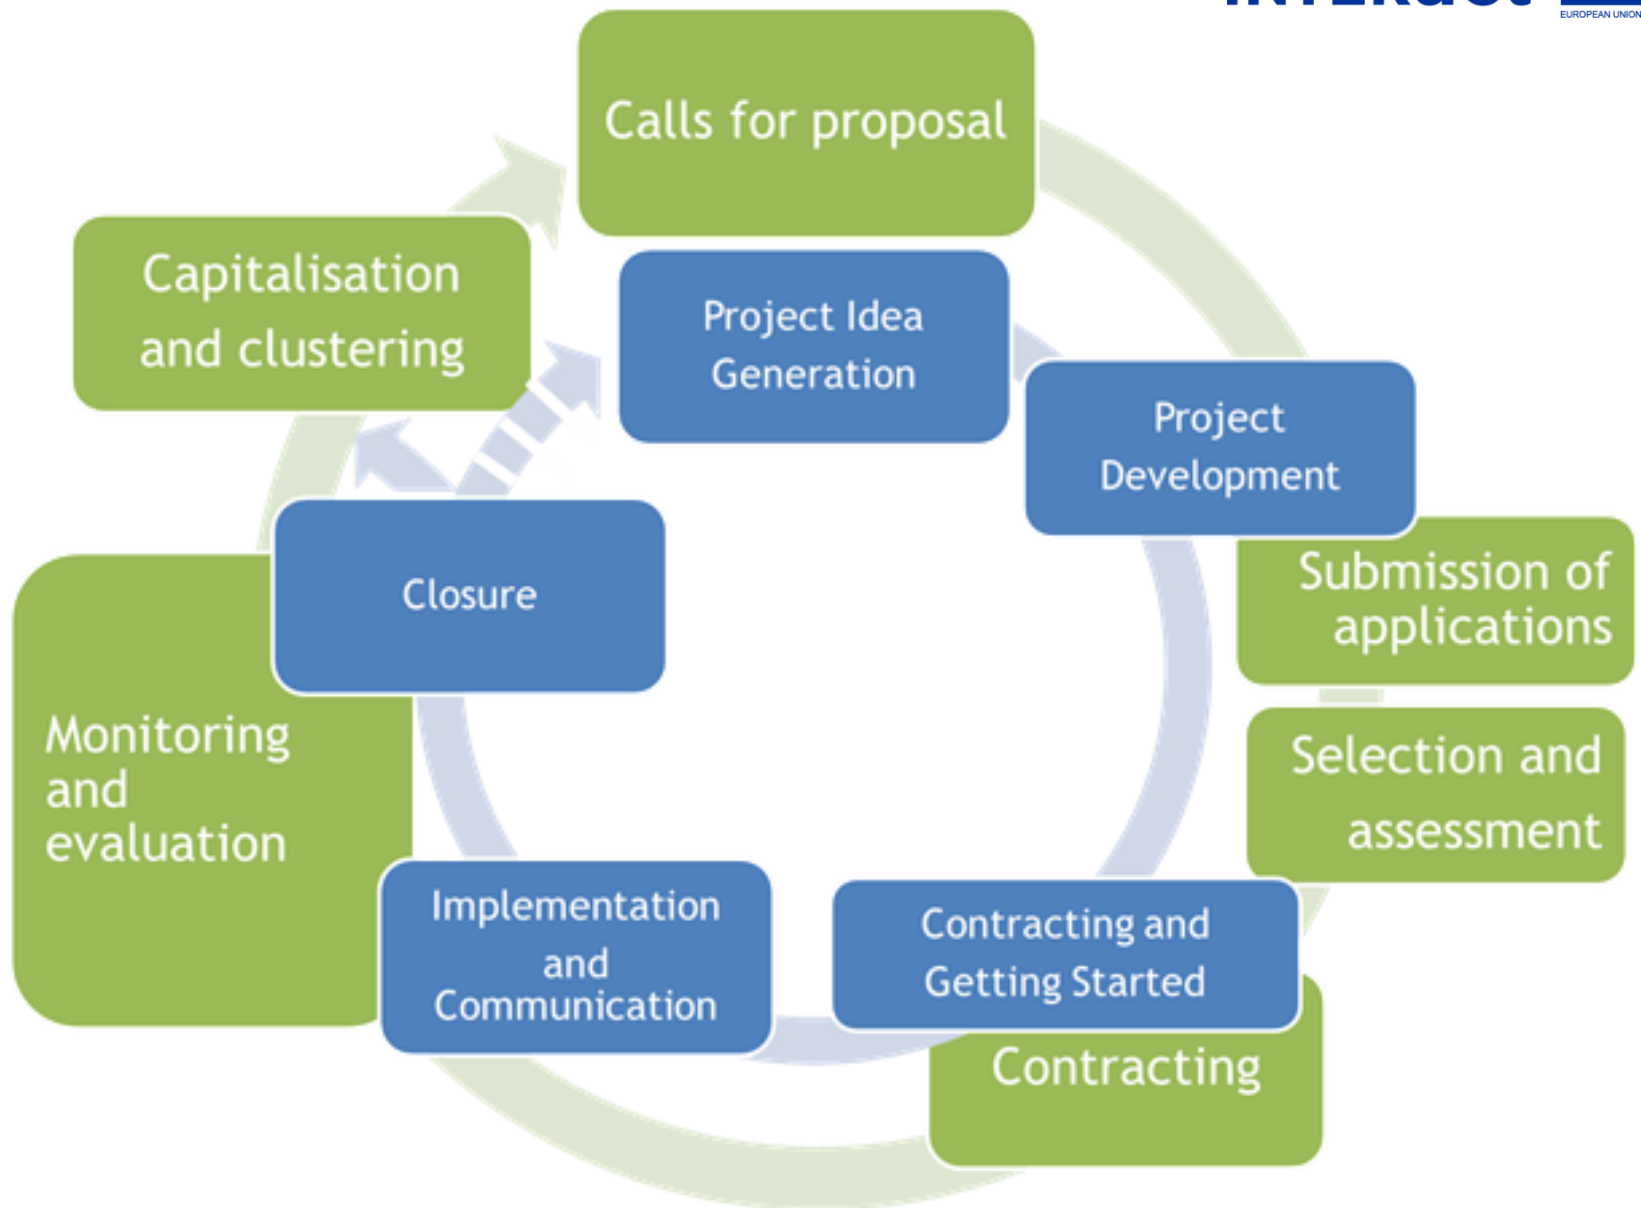 EUROPEAN UNION
Calls for proposal
Capitalisation
and clustering
Project Idea
Generation
Project
Development
Submission of
applications
Closure
Selection and
assessment
Monitoring
and
evaluation
Implementation
and
Communication
Contracting and
Getting Started
Contracting